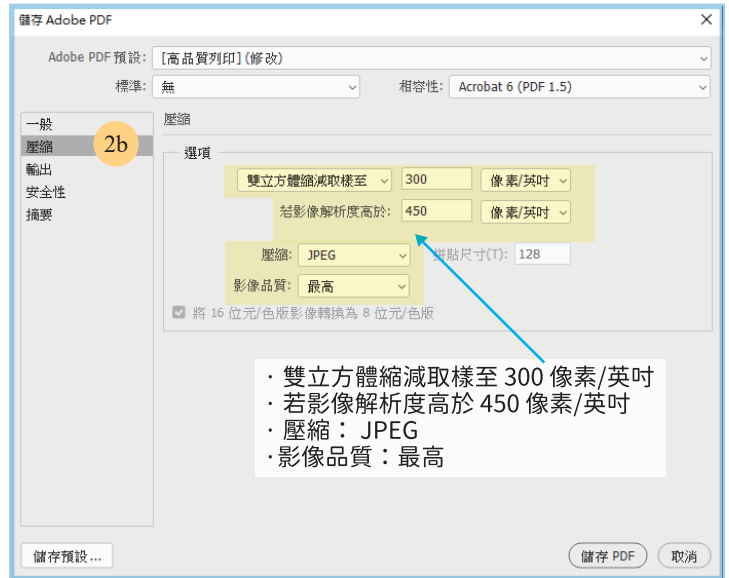 儲存 Adobe PDF
Adobe PDF 預設: [高品質列印] (修改)
標準: 無 相容性: Acrobat 6 (PDF 1.5)
一般
壓縮
輸出
安全性
摘要
2b
壓縮
選項
雙立方體縮減取樣至 300 像素/英吋
若影像解析度高於: 450 像素/英吋
壓縮: JPEG 拼貼尺寸(T): 128
影像品質: 最高
將 16 位元/色版影像轉換為 8 位元/色版
· 雙立方體縮減取樣至 300 像素/英吋
· 若影像解析度高於 450 像素/英吋
· 壓縮： JPEG
·影像品質：最高
儲存預設... 儲存 PDF 取消